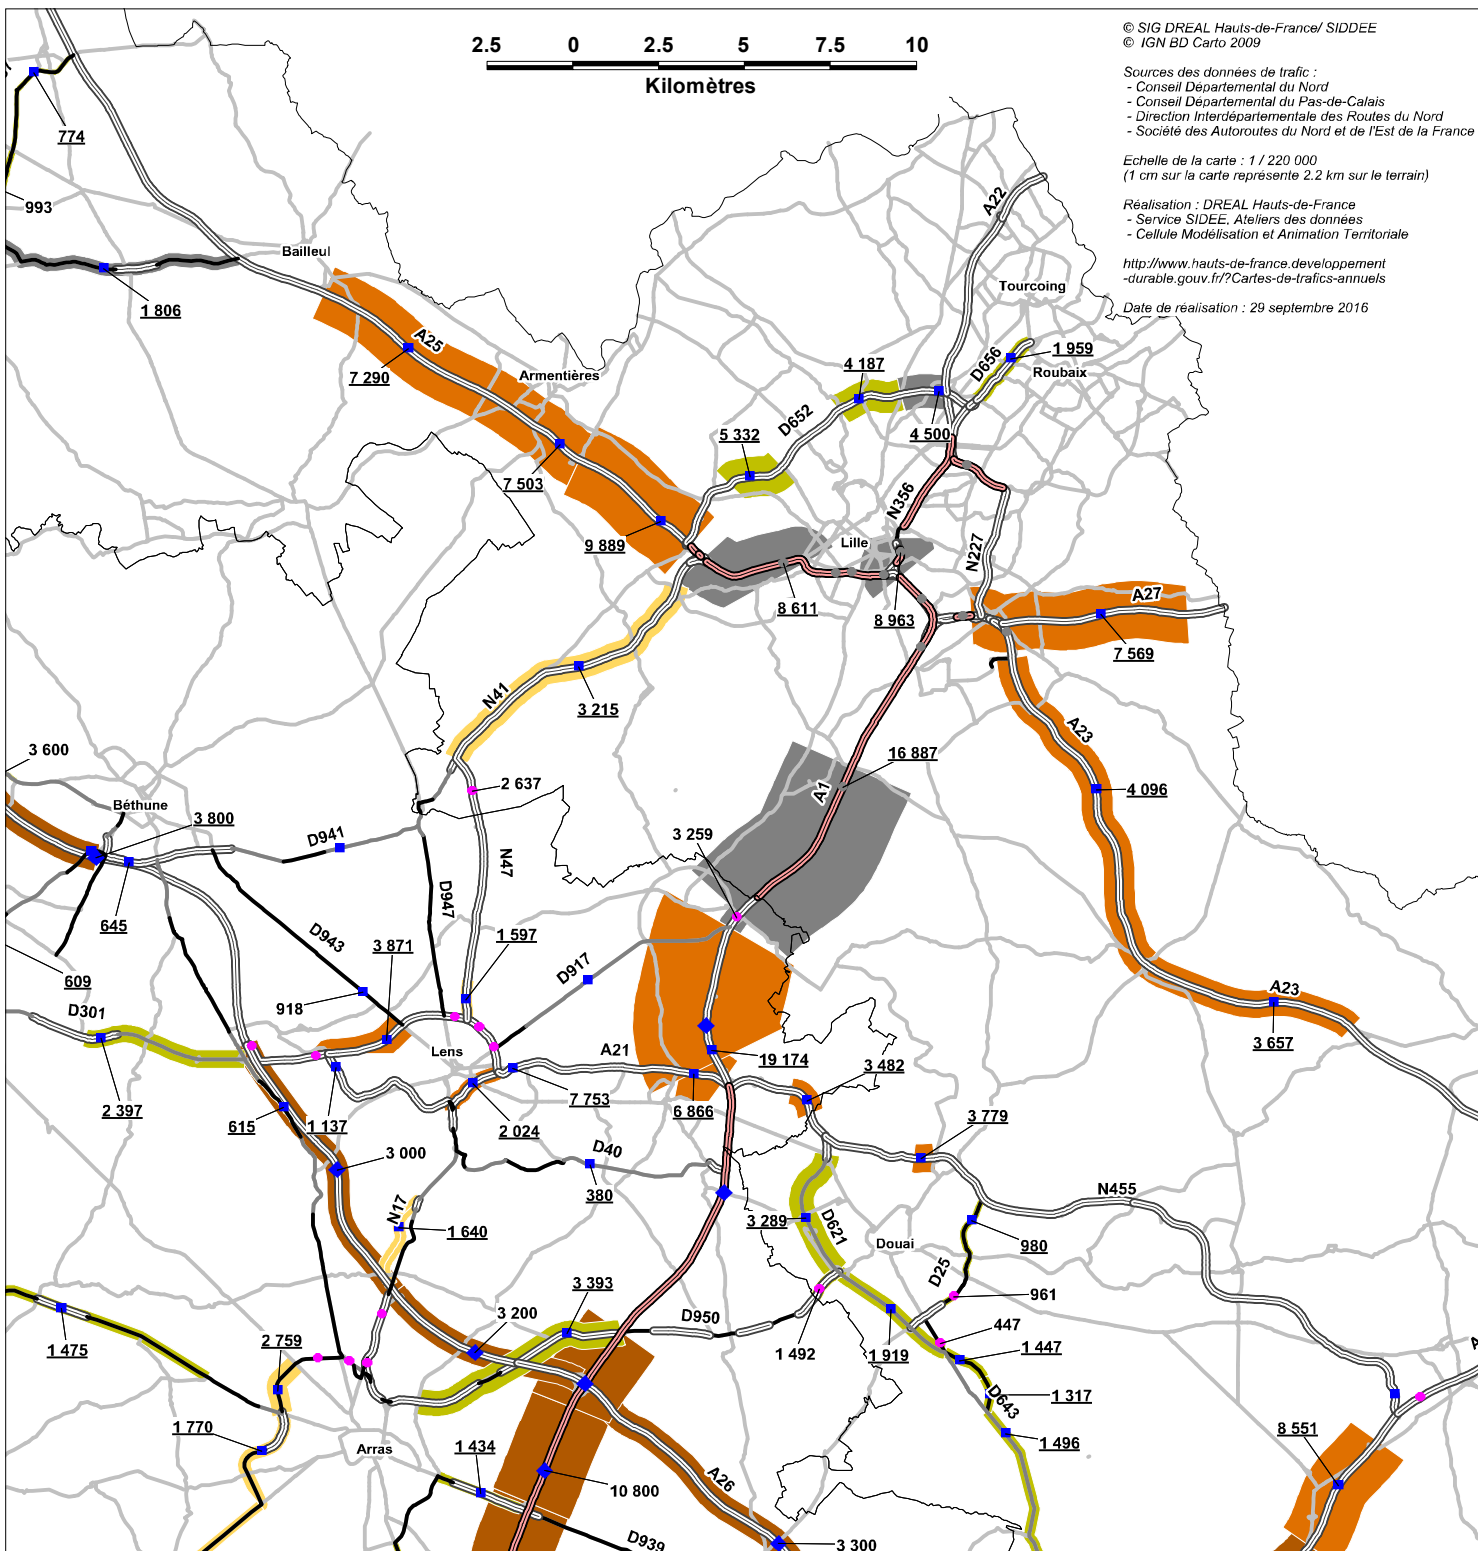 2.5 0 2.5 5 7.5 10
Kilomètres
© SIG DREAL Hauts-de-France/ SIDDEE
© IGN BD Carto 2009
Sources des données de trafic :
- Conseil Départemental du Nord
- Conseil Départemental du Pas-de-Calais
- Direction Interdépartementale des Routes du Nord
- Société des Autoroutes du Nord et de l'Est de la France
Echelle de la carte : 1 / 220 000
(1 cm sur la carte représente 2.2 km sur le terrain)
Réalisation : DREAL Hauts-de-France
- Service SIDEE, Ateliers des données
- Cellule Modélisation et Animation Territoriale
http://www.hauts-de-france.developpement
-durable.gouv.fr/?Cartes-de-trafics-annuels
Date de réalisation : 29 septembre 2016
774
993
A22
Bailleul
1 806
Tourcoing
A25
7 290
Armentières
4 187
D656
1 959
Roubaix
D652
5 332
4 500
7 503
N356
9 889
Lille
N227
8 611
8 963
A27
7 569
N41
3 215
A23
3 600
2 637
A1
16 887
4 096
Béthune
3 800
D941
N47
3 259
645
D947
D943
3 871
1 597
D917
609
918
D301
A23
3 657
Lens
A21
19 174
3 482
2 397
615
1 137
2 024
7 753
6 866
3 779
3 000
D40
380
N455
N17
1 640
3 289
D621
Douai
980
D25
961
1 475
2 759
3 200
3 393
D950
1 492
1 919
447
1 447
D643
1 317
1 770
Arras
1 434
1 496
8 551
A26
10 800
D939
3 300